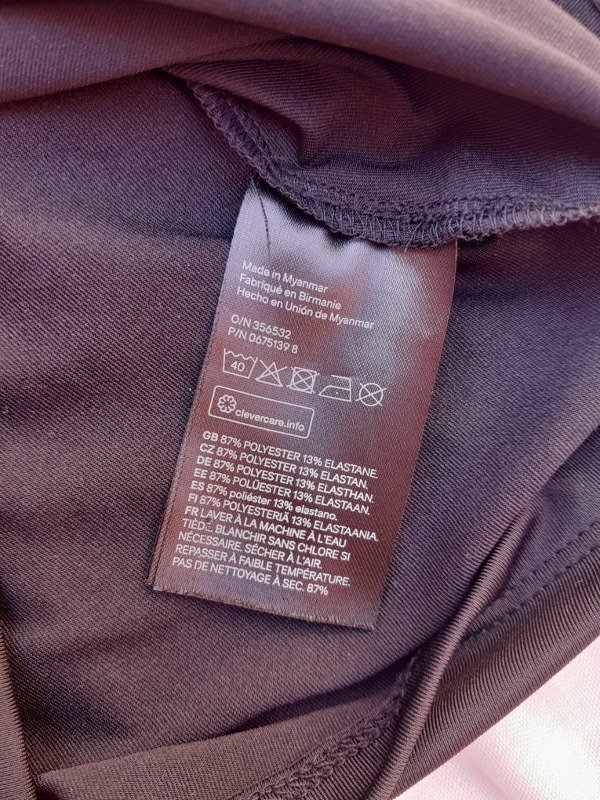 Made in Myanmar
Fabriqué en Birmanie
Hecho en Unión de Myanmar
O/N 356532
P/N 0675139 8
40
clevercare.info
GB 87% POLYESTER 13% ELASTANE.
CZ 87% POLYESTER 13% ELASTAN.
DE 87% POLYESTER 13% ELASTHAN.
EE 87% POLÜESTER 13% ELASTAAN.
ES 87% poliéster 13% elastano.
FI 87% POLYESTERIÄ 13% ELASTAANIA.
FR LAVER À LA MACHINE À L'EAU
TIÈDE. BLANCHIR SANS CHLORE SI
NÉCESSAIRE. SÉCHER À L'AIR.
REPASSER À FAIBLE TEMPÉRATURE.
PAS DE NETTOYAGE À SEC. 87%